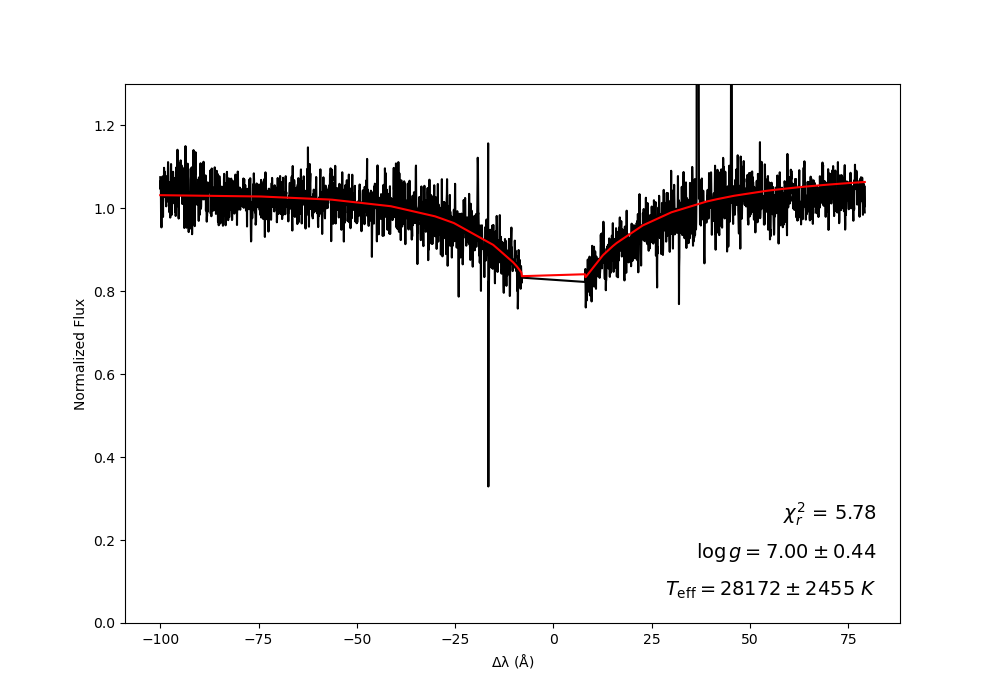 1.2
1.0
0.8
0.6
0.4
0.2
0.0
Normalized Flux
χ²ᵣ = 5.78
log g = 7.00 ± 0.44
T_eff = 28172 ± 2455 K
−100 −75 −50 −25 0 25 50 75
Δλ (Å)